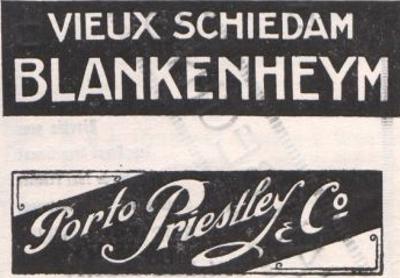 VIEUX SCHIEDAM
BLANKENHEYM
Porto Priestley & Co